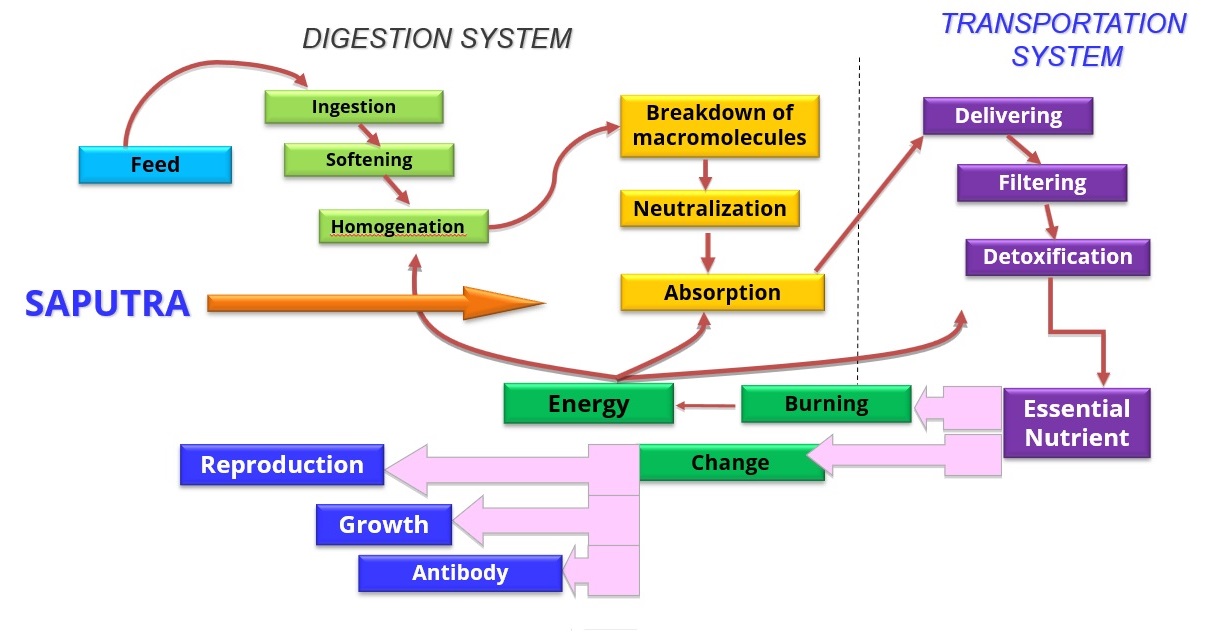 DIGESTION SYSTEM
TRANSPORTATION
SYSTEM
Feed
Ingestion
Softening
Homogenation
Breakdown of
macromolecules
Neutralization
Absorption
Delivering
Filtering
Detoxification
SAPUTRA
Energy
Burning
Essential
Nutrient
Change
Reproduction
Growth
Antibody